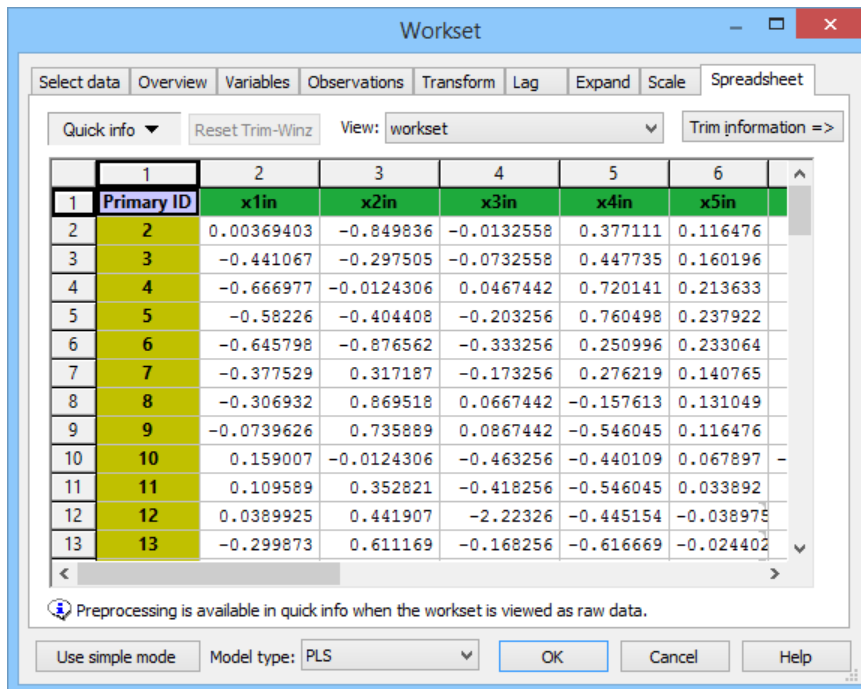 Workset
Select data Overview Variables Observations Transform Lag Expand Scale Spreadsheet
Quick info Reset Trim-Winz View: workset Trim information =>
1 2 3 4 5 6
1 Primary ID x1in x2in x3in x4in x5in
2 2 0.00369403 -0.849836 -0.0132558 0.377111 0.116476
3 3 -0.441067 -0.297505 -0.0732558 0.447735 0.160196
4 4 -0.666977 -0.0124306 0.0467442 0.720141 0.213633
5 5 -0.58226 -0.404408 -0.203256 0.760498 0.237922
6 6 -0.645798 -0.876562 -0.333256 0.250996 0.233064
7 7 -0.377529 0.317187 -0.173256 0.276219 0.140765
8 8 -0.306932 0.869518 0.0667442 -0.157613 0.131049
9 9 -0.0739626 0.735889 0.0867442 -0.546045 0.116476
10 10 0.159007 -0.0124306 -0.463256 -0.440109 0.067897 -
11 11 0.109589 0.352821 -0.418256 -0.546045 0.033892
12 12 0.0389925 0.441907 -2.22326 -0.445154 -0.038975
13 13 -0.299873 0.611169 -0.168256 -0.616669 -0.024402
Preprocessing is available in quick info when the workset is viewed as raw data.
Use simple mode Model type: PLS OK Cancel Help